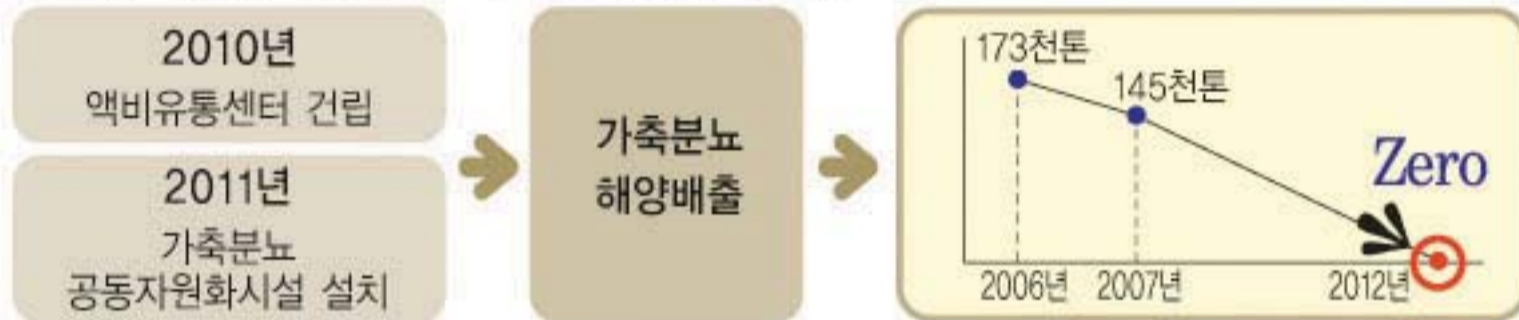 2010년
액비유통센터 건립
2011년
가축분뇨
공동자원화시설 설치
가축분뇨
해양배출
173천톤
145천톤
Zero
2006년 2007년 2012년